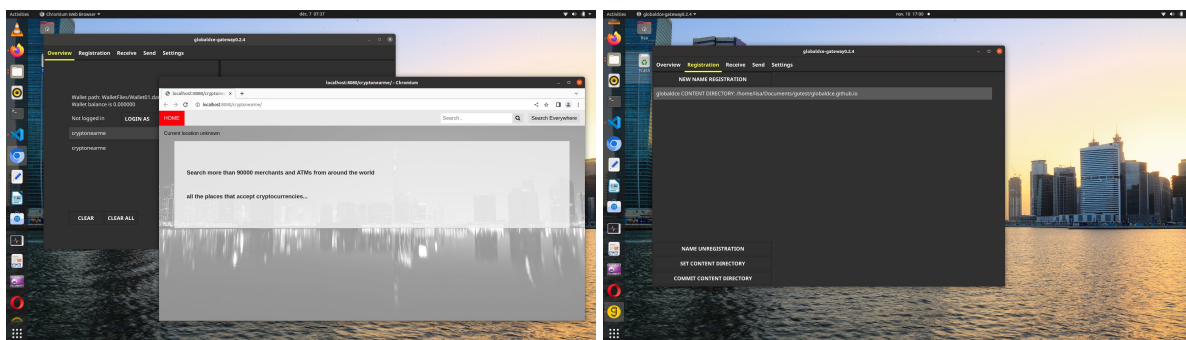 Activities
Chromium Web Browser
déc. 7 07:37
globaldce-gateway0.2.4
Overview Registration Receive Send Settings
Wallet balance is 0.000000
Not logged in
LOGIN AS
cryptonearme
cryptonearme
CLEAR
CLEAR ALL
localhost:8080/cryptonearme/ - Chromium
localhost:8080/cryptonearme/
HOME
Search..
Search Everywhere
Current location unknown
Search more than 90000 merchants and ATMs from around the world
all the places that accept cryptocurrencies...
Activities
globaldce-gateway0.2.4
nov. 10 17:00
globaldce-gateway0.2.4
Overview Registration Receive Send Settings
NEW NAME REGISTRATION
globaldce CONTENT DIRECTORY: /home/lisa/Documents/gotest/globaldce.github.io
NAME UNREGISTRATION
SET CONTENT DIRECTORY
COMMIT CONTENT DIRECTORY